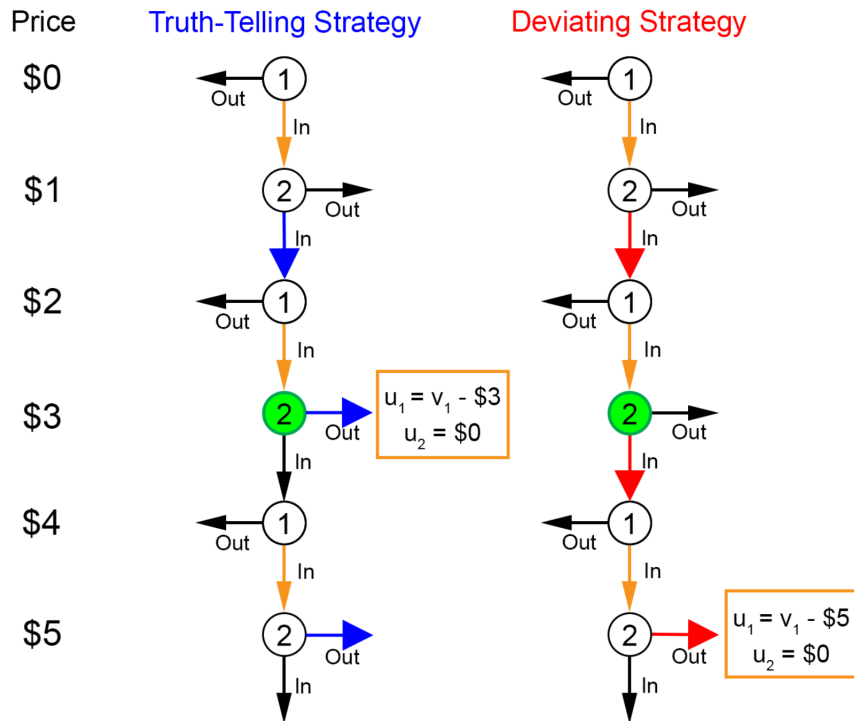 Price Truth-Telling Strategy Deviating Strategy
$0 1 1
Out Out
In In
$1 2 2
Out Out
In In
$2 1 1
Out Out
In In
$3 2 u₁ = v₁ - $3 2
Out u₂ = $0 Out
In In
$4 1 1
Out Out
In In
$5 2 2 u₁ = v₁ - $5
Out Out u₂ = $0
In In